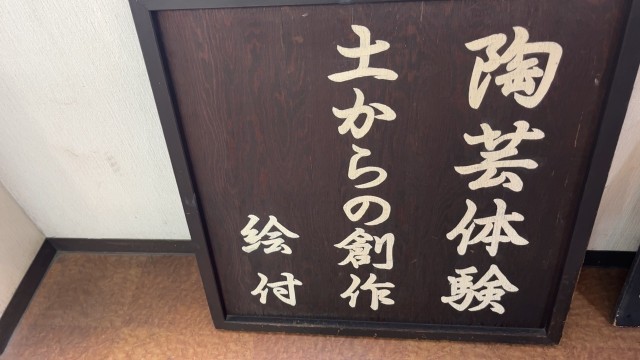 陶芸体験
土からの創作
絵付